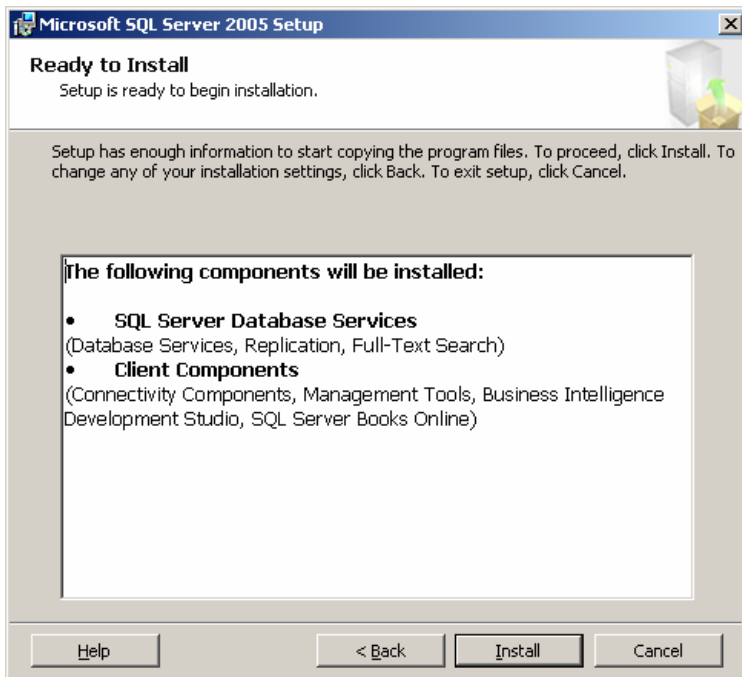 Microsoft SQL Server 2005 Setup
Ready to Install
Setup is ready to begin installation.
Setup has enough information to start copying the program files. To proceed, click Install. To
change any of your installation settings, click Back. To exit setup, click Cancel.
The following components will be installed:
• SQL Server Database Services
(Database Services, Replication, Full-Text Search)
• Client Components
(Connectivity Components, Management Tools, Business Intelligence
Development Studio, SQL Server Books Online)
Help < Back Install Cancel